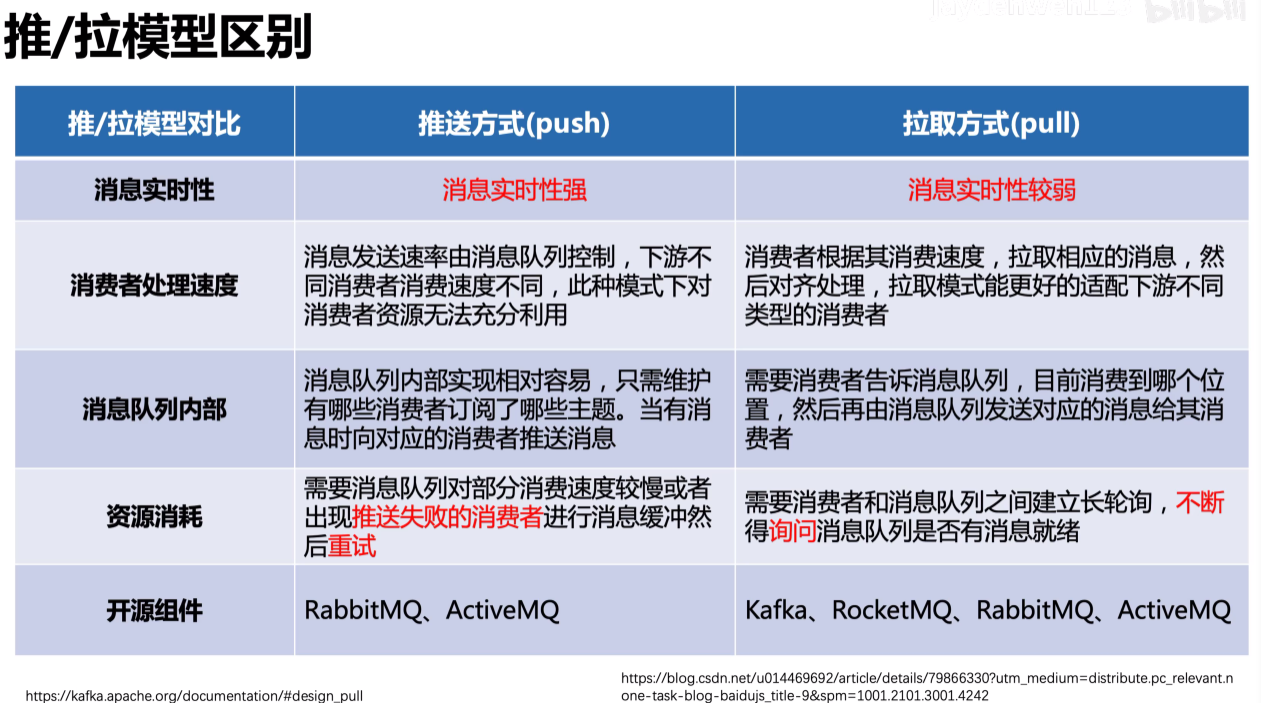 推/拉模型区别
推/拉模型对比
推送方式(push)
拉取方式(pull)
消息实时性
消息实时性强
消息实时性较弱
消费者处理速度
消息发送速率由消息队列控制，下游不
同消费者消费速度不同，此种模式下对
消费者资源无法充分利用
消费者根据其消费速度，拉取相应的消息，然
后对齐处理，拉取模式能更好的适配下游不同
类型的消费者
消息队列内部
消息队列内部实现相对容易，只需维护
有哪些消费者订阅了哪些主题。当有消
息时向对应的消费者推送消息
需要消费者告诉消息队列，目前消费到哪个位
置，然后再由消息队列发送对应的消息给其消
费者
资源消耗
需要消息队列对部分消费速度较慢或者
出现推送失败的消费者进行消息缓冲然
后重试
需要消费者和消息队列之间建立长轮询，不断
得询问消息队列是否有消息就绪
开源组件
RabbitMQ、ActiveMQ
Kafka、RocketMQ、RabbitMQ、ActiveMQ
https://kafka.apache.org/documentation/#design_pull
https://blog.csdn.net/u014469692/article/details/79866330?utm_medium=distribute.pc_relevant.n
one-task-blog-baidujs_title-9&spm=1001.2101.3001.4242